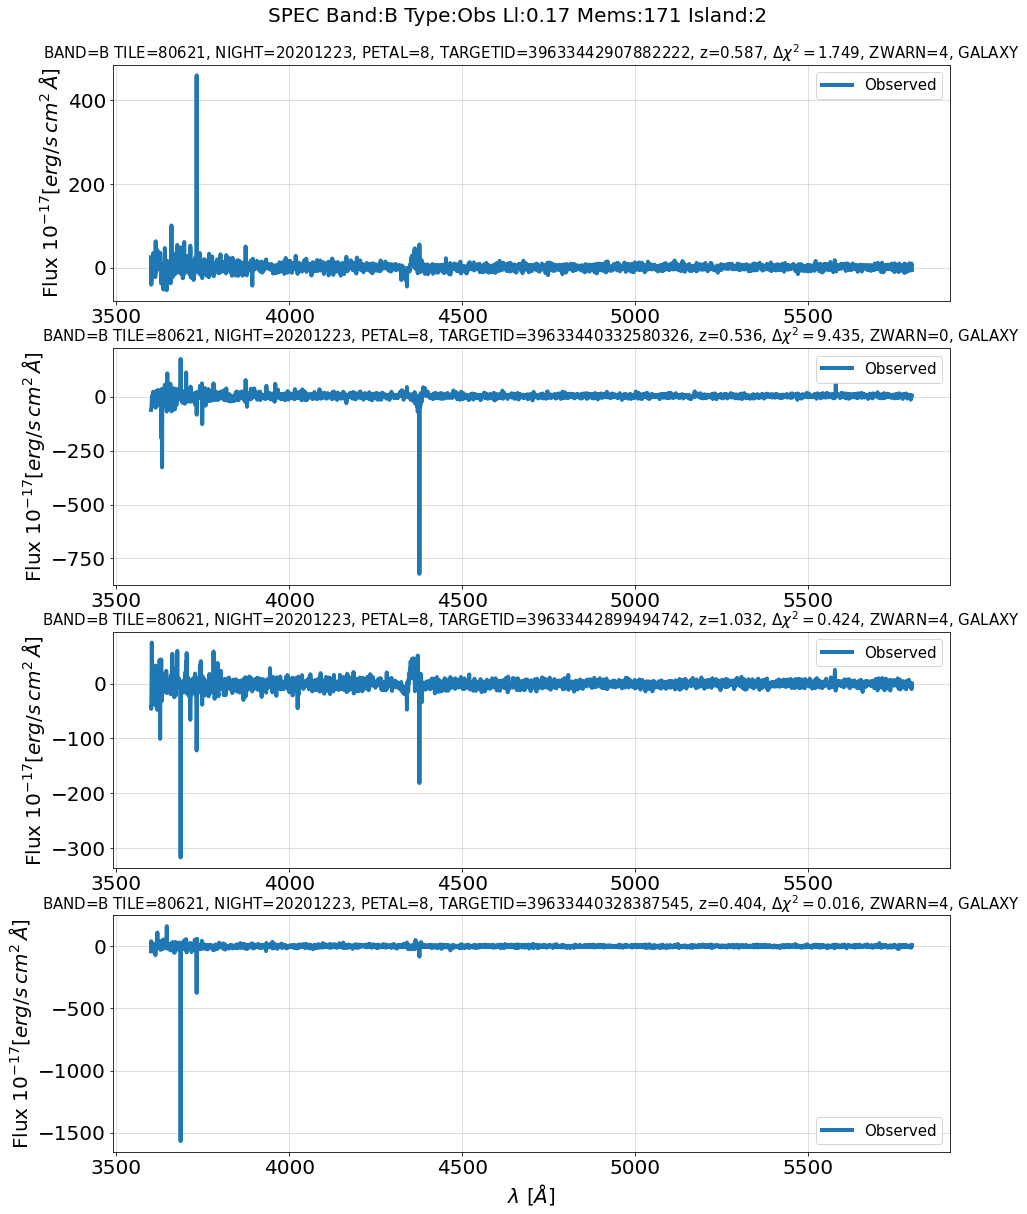 SPEC Band:B Type:Obs Ll:0.17 Mems:171 Island:2
BAND=B TILE=80621, NIGHT=20201223, PETAL=8, TARGETID=39633442907882222, z=0.587, Δχ²=1.749, ZWARN=4, GALAXY
Flux 10⁻¹⁷[erg/s cm² Å]
400
200
0
Observed
3500 4000 4500 5000 5500
BAND=B TILE=80621, NIGHT=20201223, PETAL=8, TARGETID=39633440332580326, z=0.536, Δχ²=9.435, ZWARN=0, GALAXY
Flux 10⁻¹⁷[erg/s cm² Å]
0
−250
−500
−750
Observed
3500 4000 4500 5000 5500
BAND=B TILE=80621, NIGHT=20201223, PETAL=8, TARGETID=39633442899494742, z=1.032, Δχ²=0.424, ZWARN=4, GALAXY
Flux 10⁻¹⁷[erg/s cm² Å]
0
−100
−200
−300
Observed
3500 4000 4500 5000 5500
BAND=B TILE=80621, NIGHT=20201223, PETAL=8, TARGETID=39633440328387545, z=0.404, Δχ²=0.016, ZWARN=4, GALAXY
Flux 10⁻¹⁷[erg/s cm² Å]
0
−500
−1000
−1500
Observed
3500 4000 4500 5000 5500
λ [Å]